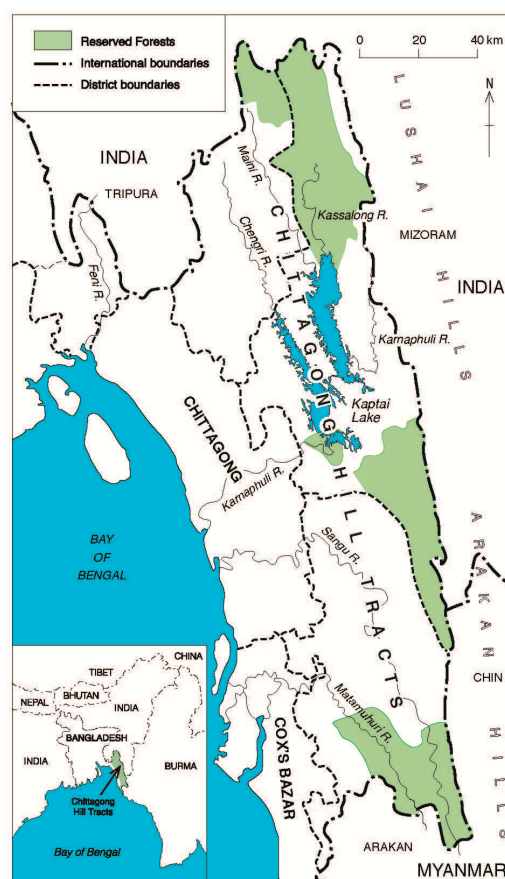 Reserved Forests
International boundaries
District boundaries
0 20 40 km
N
LUSHAI HILLS
INDIA
TRIPURA
Maini R.
Chengri R.
Feni R.
Kassalong R.
MIZORAM
INDIA
CHITTAGONG HILL TRACTS
Karnaphuli R.
Kaptai
Lake
CHITTAGONG
Karnaphuli R.
BAY
OF
BENGAL
Sangu R.
ARAKAN HILLS
CHIN
Matamuhuri R.
COX'S BAZAR
ARAKAN
MYANMAR
CHINA
TIBET
NEPAL
BHUTAN
INDIA
BANGLADESH
INDIA
BURMA
Chittagong
Hill Tracts
Bay of Bengal